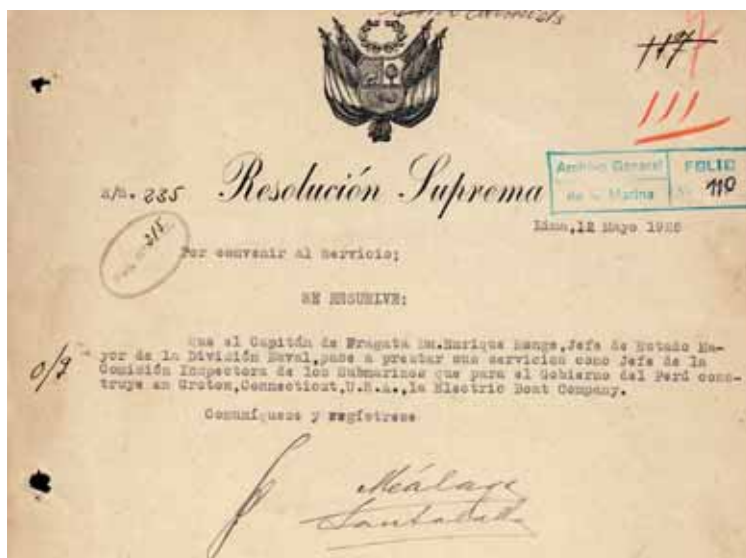 117
111
Archivo General FOLIO
de la Marina 110
S/S. 235 Resolución Suprema
Lima,12 Mayo 1926
315
Por convenir al servicio;
SE RESUELVE:
Que el Capitán de Fragata Dn.Enrique Monge,Jefe de Estado Ma-
yor de la División Naval,pase a prestar sus servicios como Jefe de la
0/9 Comisión Inspectora de los Submarinos que para el Gobierno del Perú cons-
truye en Groton,Connecticut,U.S.A.,la Electric Boat Company.
Comuníquese y regístrese